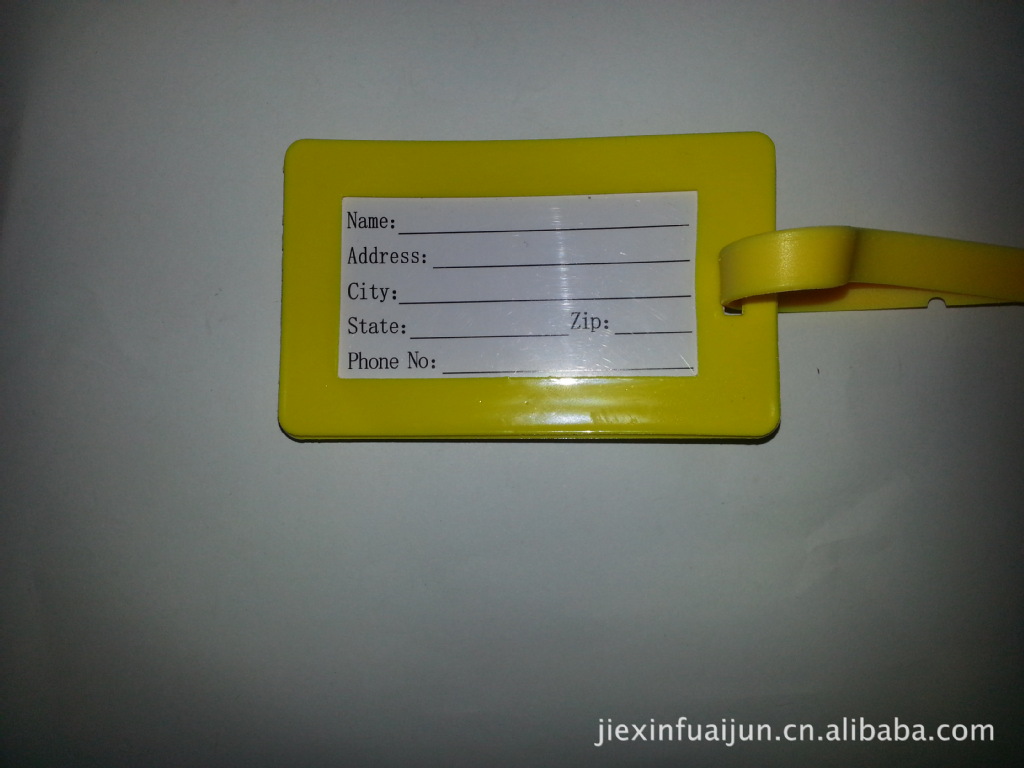 Name:
Address:
City:
State: Zip:
Phone No:
jiexinfuaijun.cn.alibaba.com